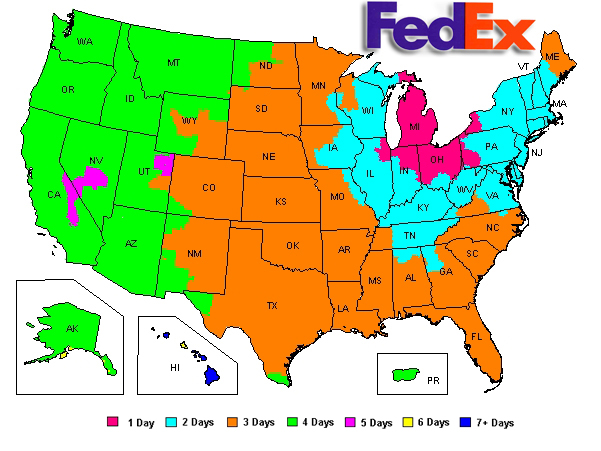 FedEx
WA
MT
ND
MN
VT
ME
OR
ID
WI
MI
NY
MA
SD
WY
IA
PA
NJ
NV
UT
NE
IL
IN
OH
WV
VA
CA
CO
KS
MO
KY
AZ
NM
OK
AR
TN
NC
SC
MS
AL
GA
TX
LA
FL
AK
HI
PR
1 Day 2 Days 3 Days 4 Days 5 Days 6 Days 7+ Days